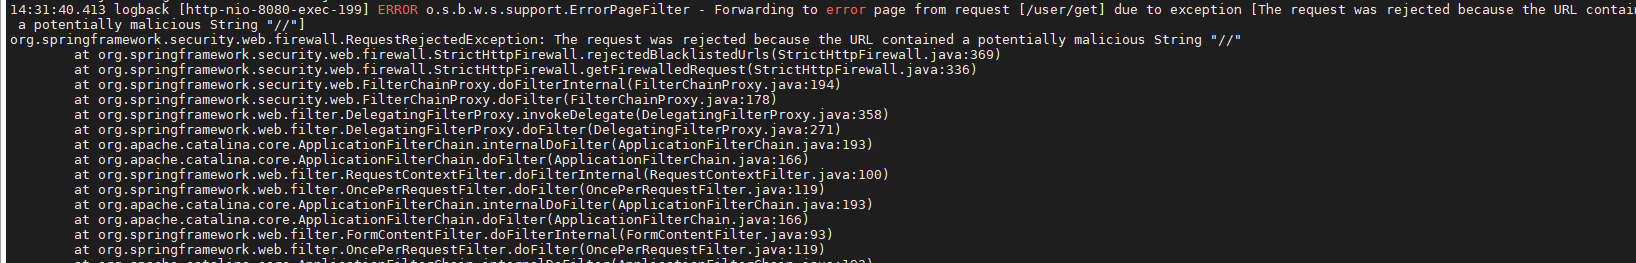 14:31:40.413 logback [http-nio-8080-exec-199] ERROR o.s.b.w.s.support.ErrorPageFilter - Forwarding to error page from request [/user/get] due to exception [The request was rejected because the URL contain
a potentially malicious String "//"]
org.springframework.security.web.firewall.RequestRejectedException: The request was rejected because the URL contained a potentially malicious String "//"
at org.springframework.security.web.firewall.StrictHttpFirewall.rejectedBlacklistedUrls(StrictHttpFirewall.java:369)
at org.springframework.security.web.firewall.StrictHttpFirewall.getFirewalledRequest(StrictHttpFirewall.java:336)
at org.springframework.security.web.FilterChainProxy.doFilterInternal(FilterChainProxy.java:194)
at org.springframework.security.web.FilterChainProxy.doFilter(FilterChainProxy.java:178)
at org.springframework.web.filter.DelegatingFilterProxy.invokeDelegate(DelegatingFilterProxy.java:358)
at org.springframework.web.filter.DelegatingFilterProxy.doFilter(DelegatingFilterProxy.java:271)
at org.apache.catalina.core.ApplicationFilterChain.internalDoFilter(ApplicationFilterChain.java:193)
at org.apache.catalina.core.ApplicationFilterChain.doFilter(ApplicationFilterChain.java:166)
at org.springframework.web.filter.RequestContextFilter.doFilterInternal(RequestContextFilter.java:100)
at org.springframework.web.filter.OncePerRequestFilter.doFilter(OncePerRequestFilter.java:119)
at org.apache.catalina.core.ApplicationFilterChain.internalDoFilter(ApplicationFilterChain.java:193)
at org.apache.catalina.core.ApplicationFilterChain.doFilter(ApplicationFilterChain.java:166)
at org.springframework.web.filter.FormContentFilter.doFilterInternal(FormContentFilter.java:93)
at org.springframework.web.filter.OncePerRequestFilter.doFilter(OncePerRequestFilter.java:119)